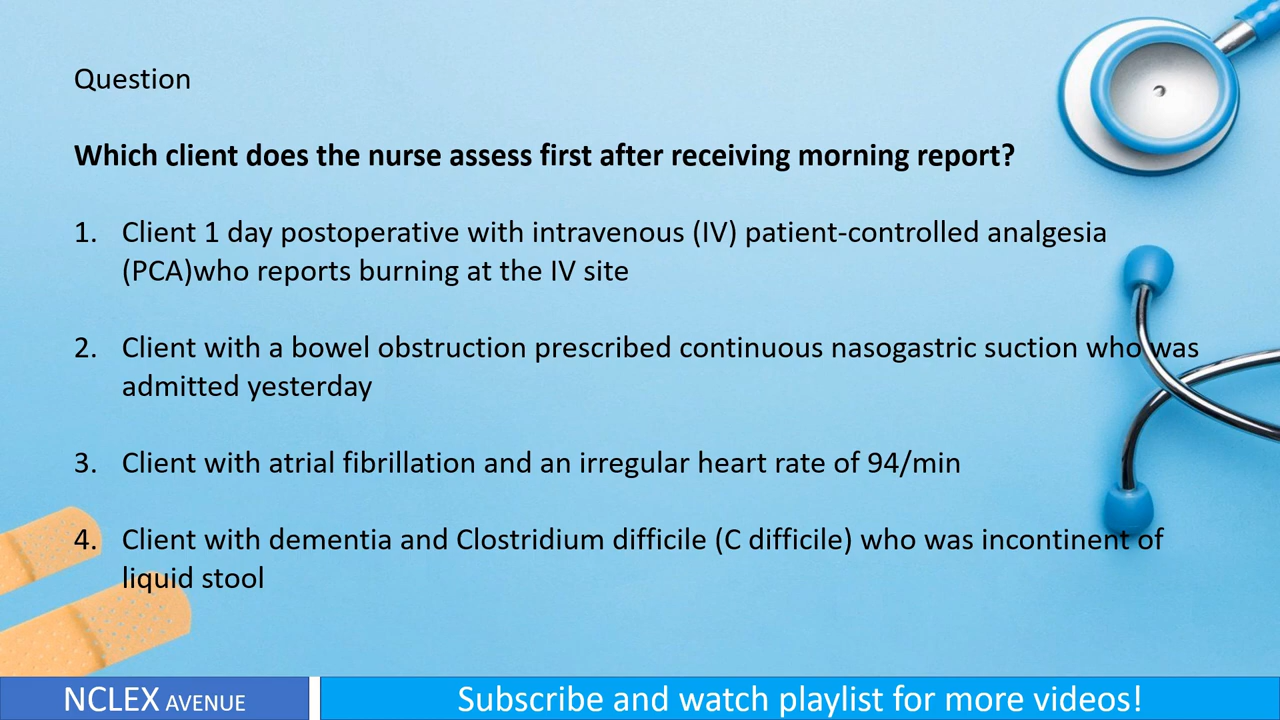 Question
Which client does the nurse assess first after receiving morning report?
1. Client 1 day postoperative with intravenous (IV) patient-controlled analgesia
(PCA)who reports burning at the IV site
2. Client with a bowel obstruction prescribed continuous nasogastric suction who was
admitted yesterday
3. Client with atrial fibrillation and an irregular heart rate of 94/min
4. Client with dementia and Clostridium difficile (C difficile) who was incontinent of
liquid stool
NCLEX AVENUE
Subscribe and watch playlist for more videos!